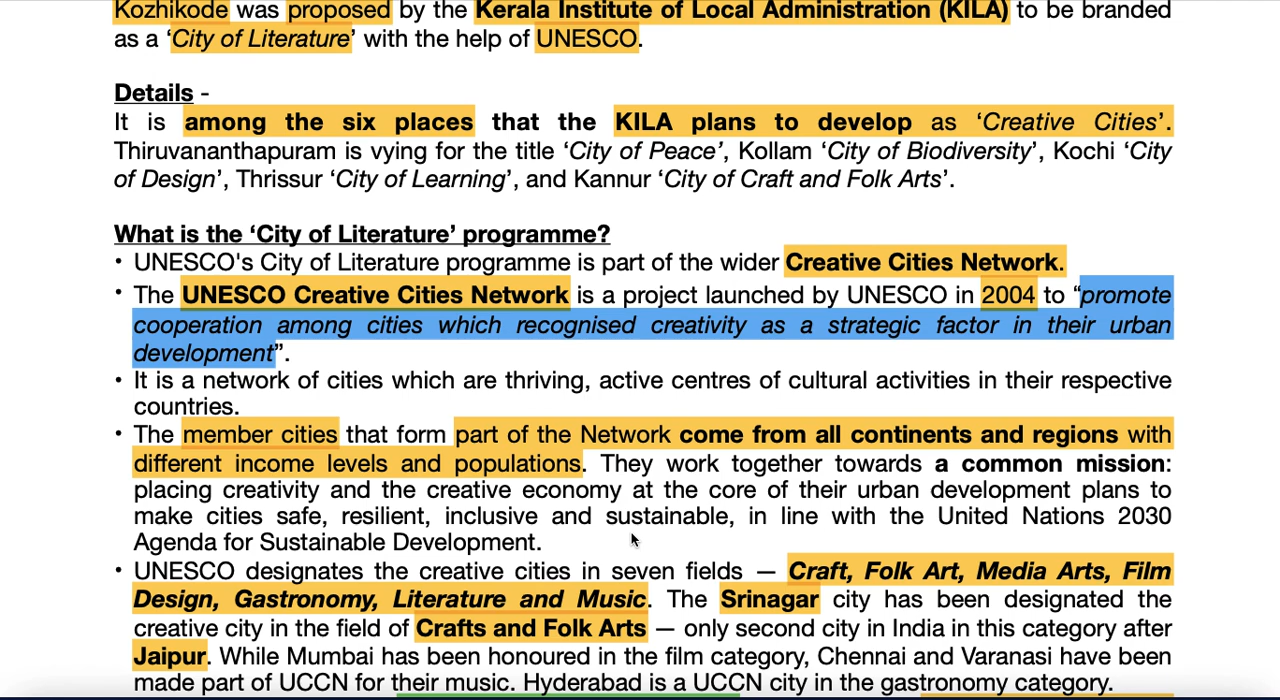 Kozhikode was proposed by the Kerala Institute of Local Administration (KILA) to be branded
as a ‘City of Literature’ with the help of UNESCO.
Details -
It is among the six places that the KILA plans to develop as ‘Creative Cities’.
Thiruvananthapuram is vying for the title ‘City of Peace’, Kollam ‘City of Biodiversity’, Kochi ‘City
of Design’, Thrissur ‘City of Learning’, and Kannur ‘City of Craft and Folk Arts’.
What is the ‘City of Literature’ programme?
• UNESCO's City of Literature programme is part of the wider Creative Cities Network.
• The UNESCO Creative Cities Network is a project launched by UNESCO in 2004 to “promote
cooperation among cities which recognised creativity as a strategic factor in their urban
development”.
• It is a network of cities which are thriving, active centres of cultural activities in their respective
countries.
• The member cities that form part of the Network come from all continents and regions with
different income levels and populations. They work together towards a common mission:
placing creativity and the creative economy at the core of their urban development plans to
make cities safe, resilient, inclusive and sustainable, in line with the United Nations 2030
Agenda for Sustainable Development.
• UNESCO designates the creative cities in seven fields — Craft, Folk Art, Media Arts, Film
Design, Gastronomy, Literature and Music. The Srinagar city has been designated the
creative city in the field of Crafts and Folk Arts — only second city in India in this category after
Jaipur. While Mumbai has been honoured in the film category, Chennai and Varanasi have been
made part of UCCN for their music. Hyderabad is a UCCN city in the gastronomy category.